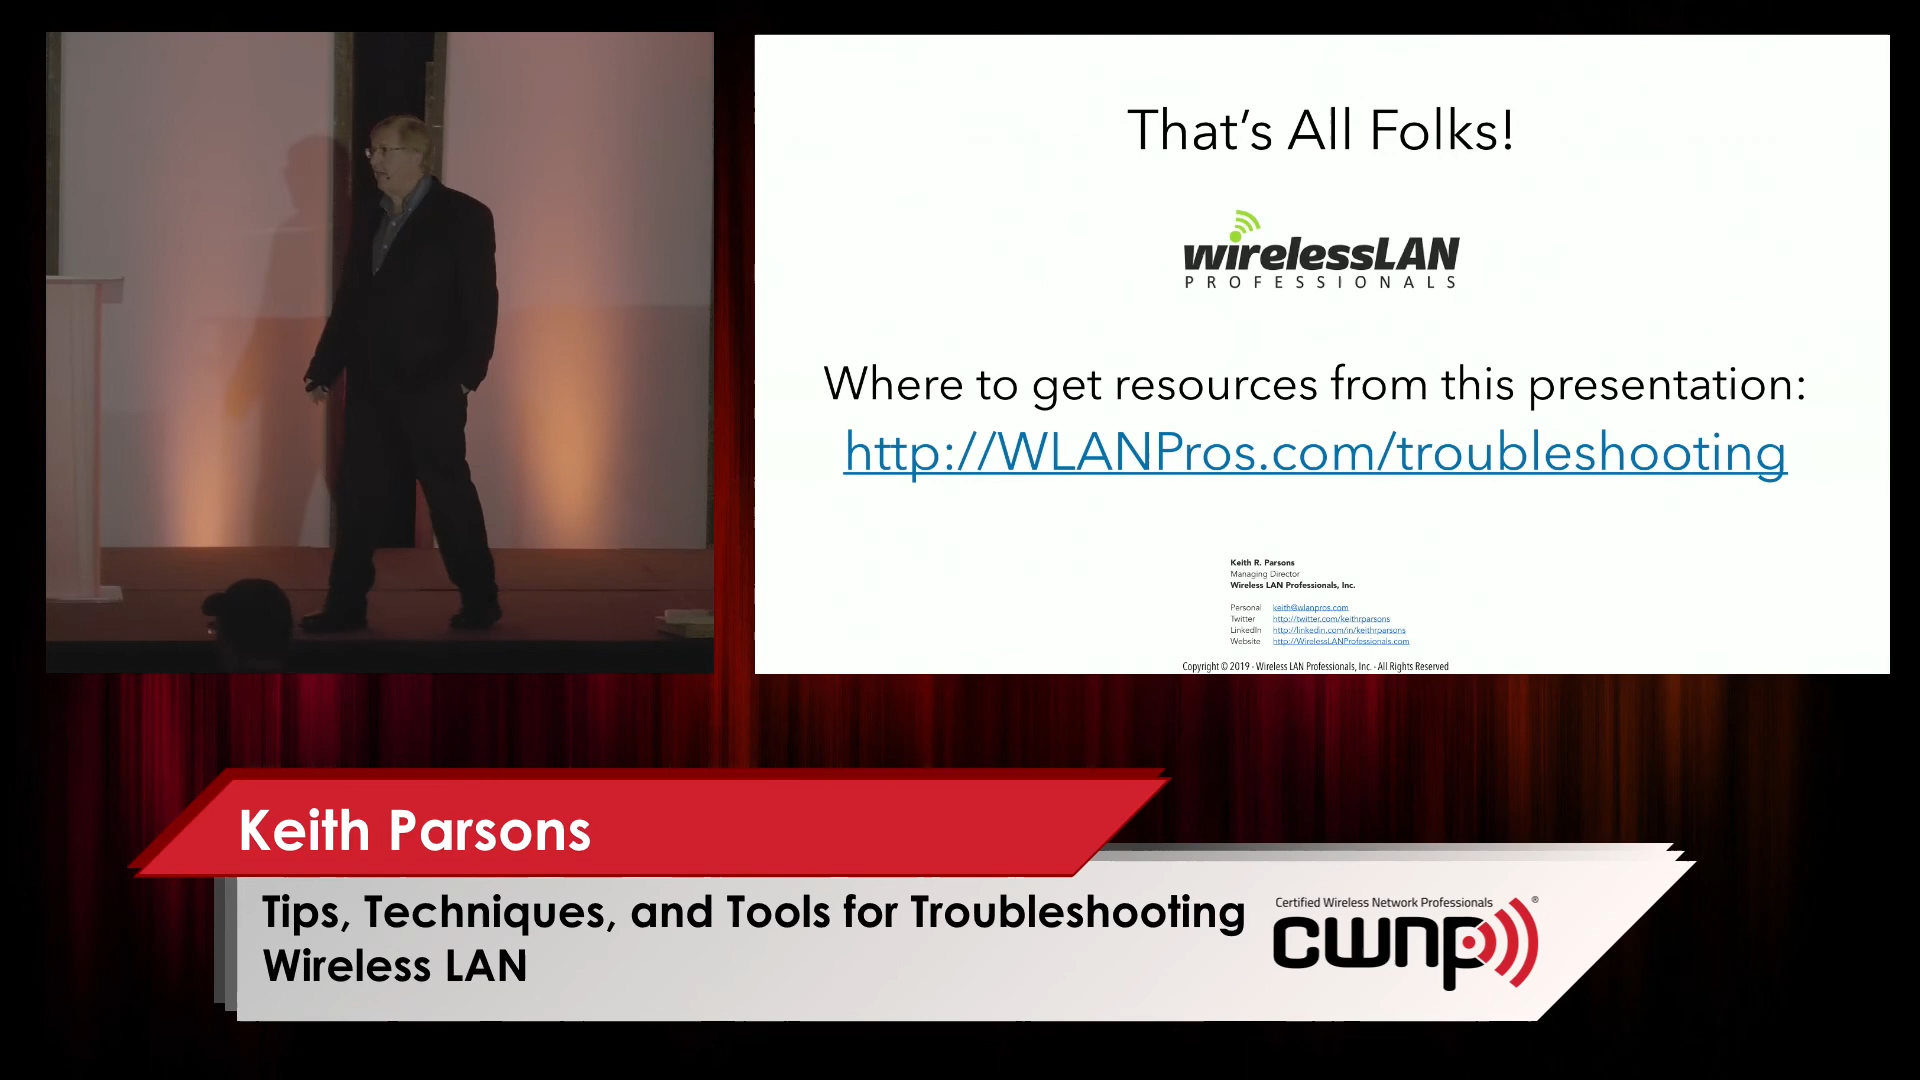 That's All Folks!
wirelessLAN
PROFESSIONALS
Where to get resources from this presentation:
http://WLANPros.com/troubleshooting
Keith R. Parsons
Managing Director
Wireless LAN Professionals, Inc.
Personal keith@wlanpros.com
Twitter http://twitter.com/keithrparsons
LinkedIn http://linkedin.com/in/keithrparsons
Website http://WirelessLANProfessionals.com
Copyright © 2019 - Wireless LAN Professionals, Inc. - All Rights Reserved
Keith Parsons
Tips, Techniques, and Tools for Troubleshooting
Wireless LAN
Certified Wireless Network Professionals ®
cwnp